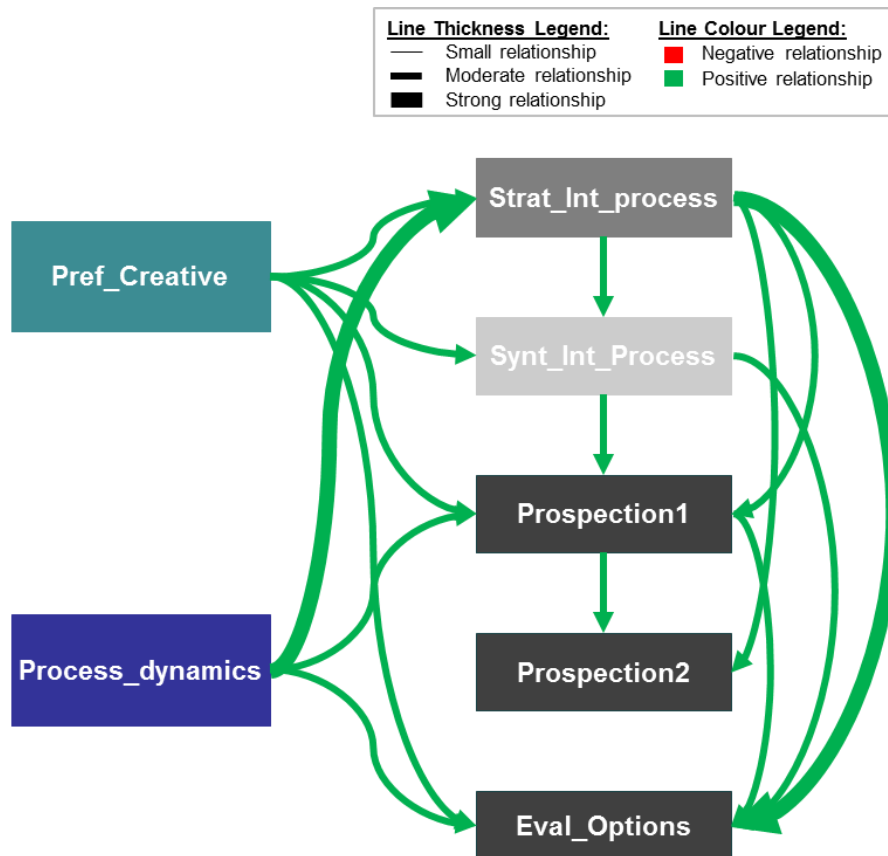 Line Thickness Legend:
Small relationship
Moderate relationship
Strong relationship
Line Colour Legend:
Negative relationship
Positive relationship
Strat_Int_process
Pref_Creative
Synt_Int_Process
Prospection1
Process_dynamics
Prospection2
Eval_Options